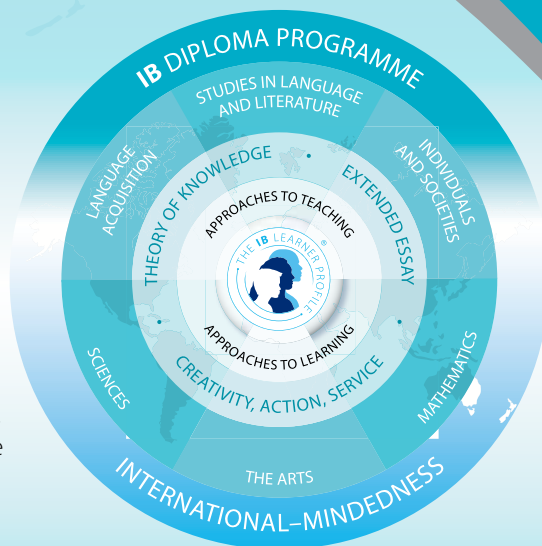 IB DIPLOMA PROGRAMME
STUDIES IN LANGUAGE
AND LITERATURE
LANGUAGE
ACQUISITION
INDIVIDUALS
AND SOCIETIES
THEORY OF KNOWLEDGE •
EXTENDED ESSAY •
APPROACHES TO TEACHING
THE IB LEARNER PROFILE ®
APPROACHES TO LEARNING
• CREATIVITY, ACTION, SERVICE
SCIENCES
MATHEMATICS
THE ARTS
e
INTERNATIONAL–MINDEDNESS